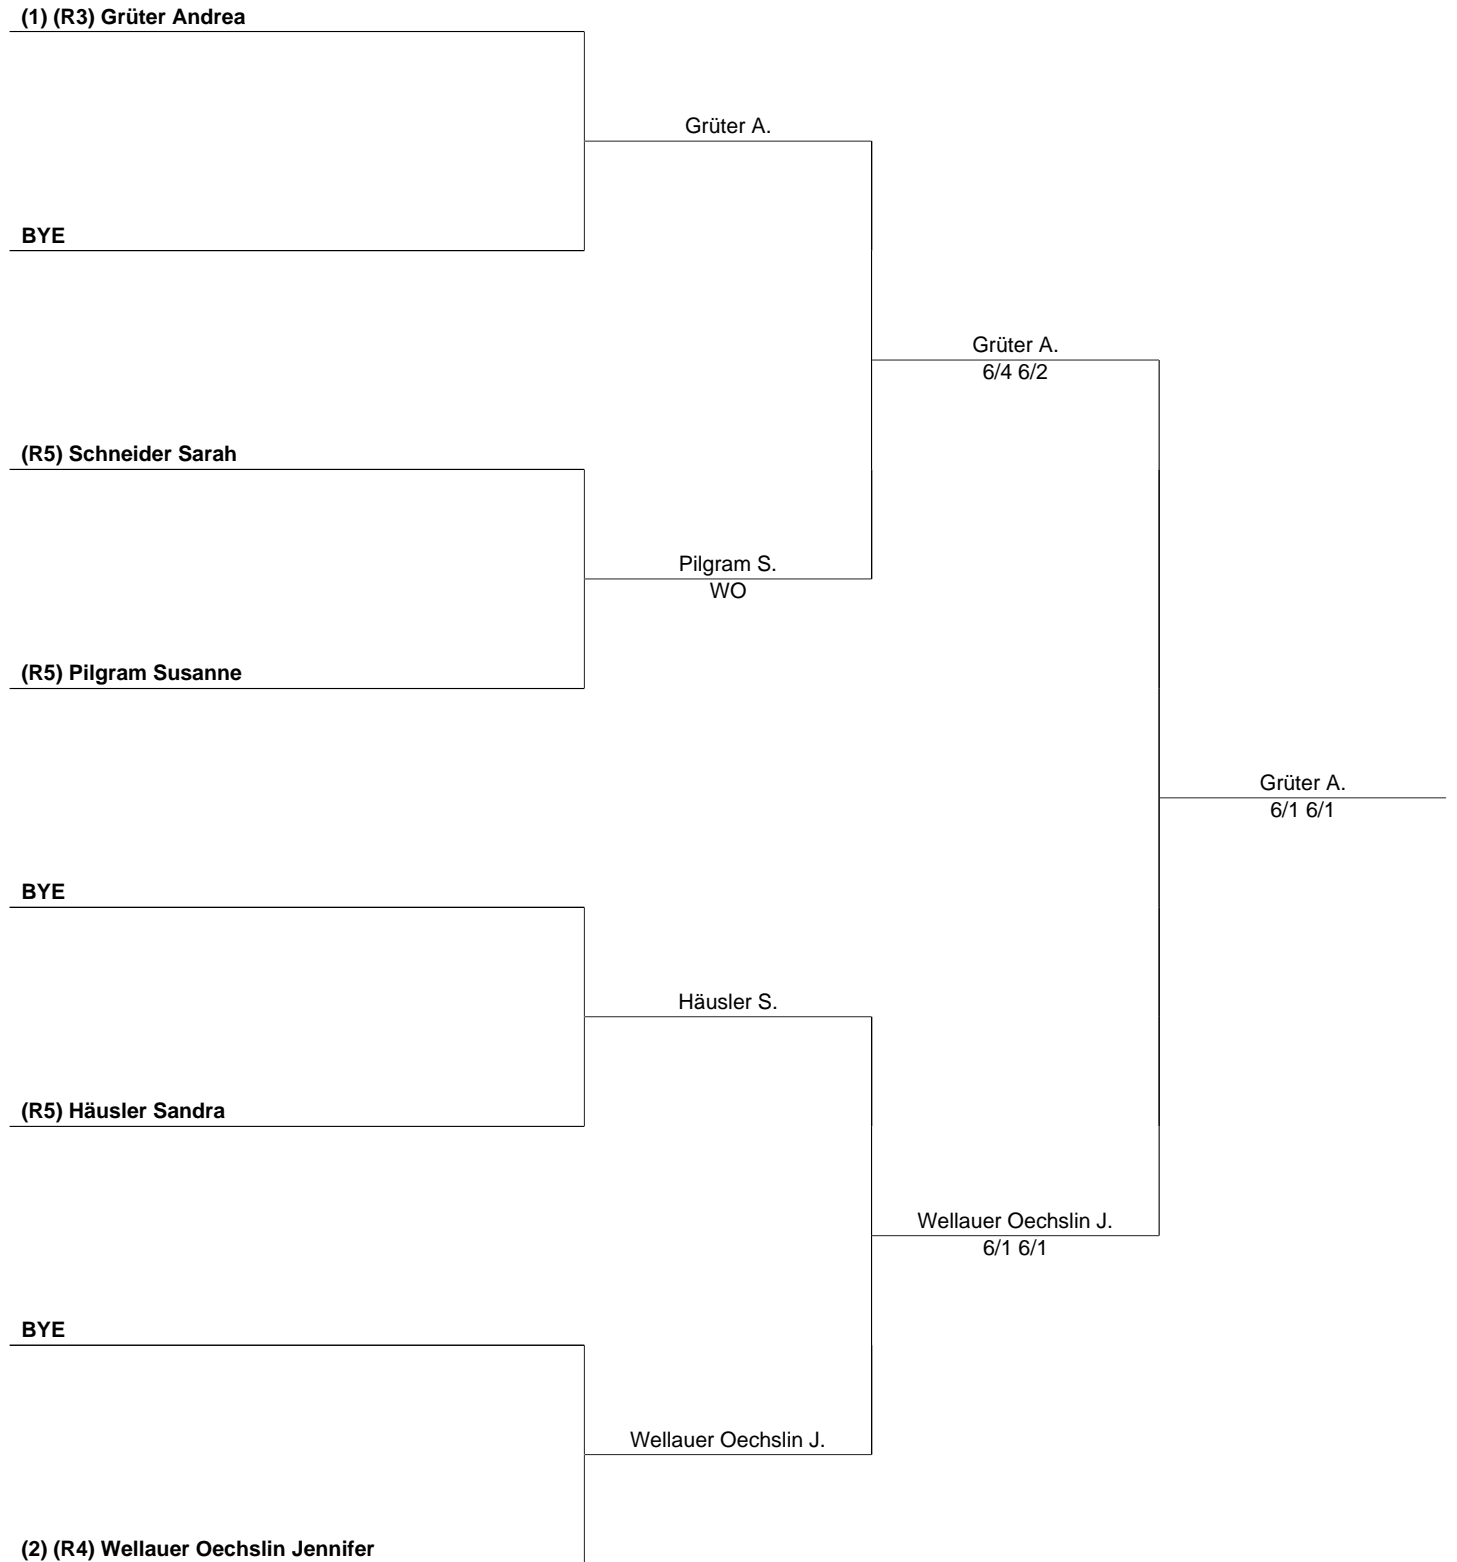 (1) (R3) Grüter Andrea
Grüter A.
BYE
Grüter A.
6/4 6/2
(R5) Schneider Sarah
Pilgram S.
WO
(R5) Pilgram Susanne
Grüter A.
6/1 6/1
BYE
Häusler S.
(R5) Häusler Sandra
Wellauer Oechslin J.
6/1 6/1
BYE
Wellauer Oechslin J.
(2) (R4) Wellauer Oechslin Jennifer